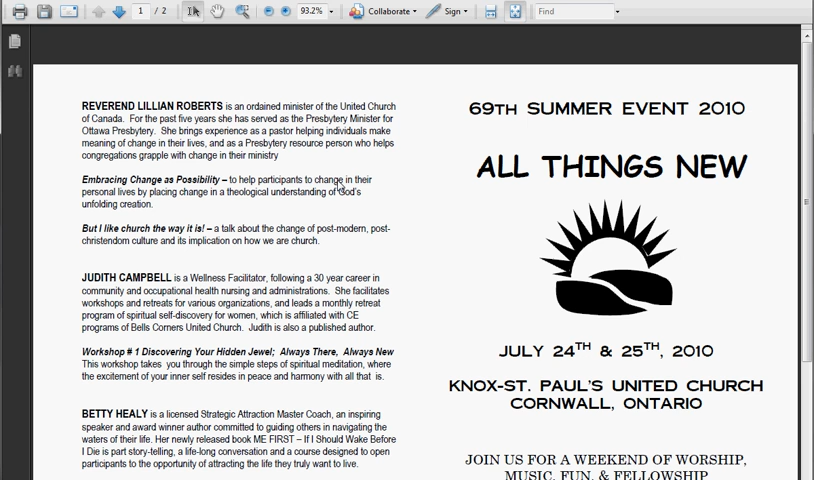 1 / 2
93.2%
Collaborate
Sign
Find
REVEREND LILLIAN ROBERTS is an ordained minister of the United Church
of Canada. For the past five years she has served as the Presbytery Minister for
Ottawa Presbytery. She brings experience as a pastor helping individuals make
meaning of change in their lives, and as a Presbytery resource person who helps
congregations grapple with change in their ministry
Embracing Change as Possibility – to help participants to change in their
personal lives by placing change in a theological understanding of God's
unfolding creation.
But I like church the way it is! – a talk about the change of post-modern, post-
christendom culture and its implication on how we are church.
JUDITH CAMPBELL is a Wellness Facilitator, following a 30 year career in
community and occupational health nursing and administrations. She facilitates
workshops and retreats for various organizations, and leads a monthly retreat
program of spiritual self-discovery for women, which is affiliated with CE
programs of Bells Corners United Church. Judith is also a published author.
Workshop # 1 Discovering Your Hidden Jewel; Always There, Always New
This workshop takes you through the simple steps of spiritual meditation, where
the excitement of your inner self resides in peace and harmony with all that is.
BETTY HEALY is a licensed Strategic Attraction Master Coach, an inspiring
speaker and award winner author committed to guiding others in navigating the
waters of their life. Her newly released book ME FIRST – If I Should Wake Before
I Die is part story-telling, a life-long conversation and a course designed to open
participants to the opportunity of attracting the life they truly want to live.
69TH SUMMER EVENT 2010
ALL THINGS NEW
JULY 24TH & 25TH, 2010
KNOX-ST. PAUL'S UNITED CHURCH
CORNWALL, ONTARIO
JOIN US FOR A WEEKEND OF WORSHIP,
MUSIC, FUN, & FELLOWSHIP